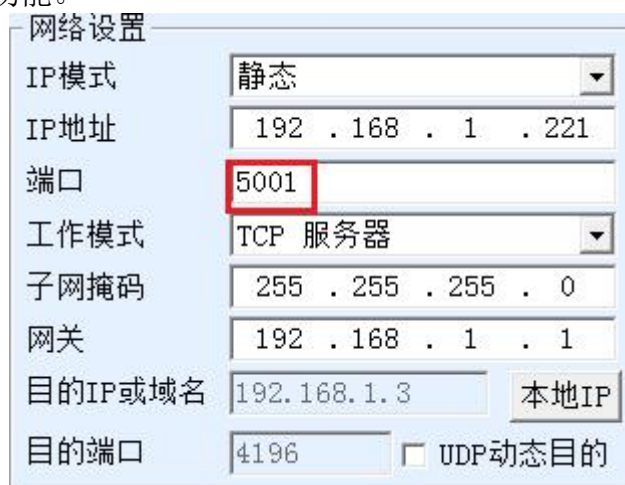 功能。
网络设置
IP模式 静态
IP地址 192 . 168 . 1 . 221
端口 5001
工作模式 TCP 服务器
子网掩码 255 . 255 . 255 . 0
网关 192 . 168 . 1 . 1
目的IP或域名 192.168.1.3 本地IP
目的端口 4196 UDP动态目的